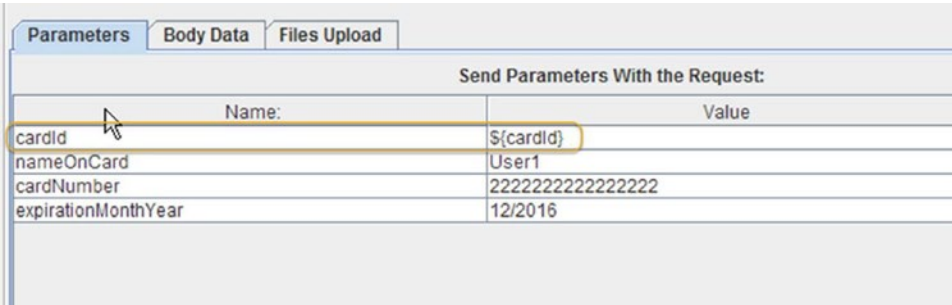 Parameters Body Data Files Upload
Send Parameters With the Request:
Name: Value
cardId ${cardId}
nameOnCard User1
cardNumber 2222222222222222
expirationMonthYear 12/2016